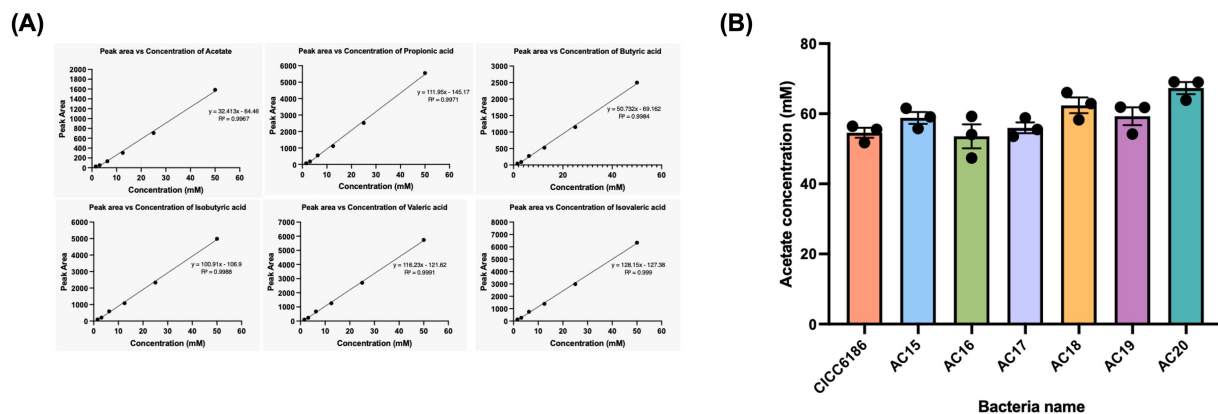 (A)
Peak area vs Concentration of Acetate
Peak Area
2000
1800
1600
1400
1200
1000
800
600
400
200
0
y = 32.413x - 64.46
R² = 0.9967
0 10 20 30 40 50 60
Concentration (mM)
Peak area vs Concentration of Propionic acid
Peak Area
6000
5000
4000
3000
2000
1000
0
y = 111.95x - 145.17
R² = 0.9971
0 10 20 30 40 50 60
Concentration (mM)
Peak area vs Concentration of Butyric acid
Peak Area
3000
2500
2000
1500
1000
500
0
y = 50.732x - 69.162
R² = 0.9984
0 10 20 30 40 50 60
Concentration (mM)
Peak area vs Concentration of Isobutyric acid
Peak Area
6000
5000
4000
3000
2000
1000
0
y = 100.91x - 106.9
R² = 0.9988
0 10 20 30 40 50 60
Concentration (mM)
Peak area vs Concentration of Valeric acid
Peak Area
7000
6000
5000
4000
3000
2000
1000
0
y = 116.23x - 121.62
R² = 0.9991
0 10 20 30 40 50 60
Concentration (mM)
Peak area vs Concentration of Isovaleric acid
Peak Area
8000
7000
6000
5000
4000
3000
2000
1000
0
y = 128.15x - 127.38
R² = 0.999
0 10 20 30 40 50 60
Concentration (mM)
(B)
Acetate concentration (mM)
80
60
40
20
0
CICC6186 AC15 AC16 AC17 AC18 AC19 AC20
Bacteria name